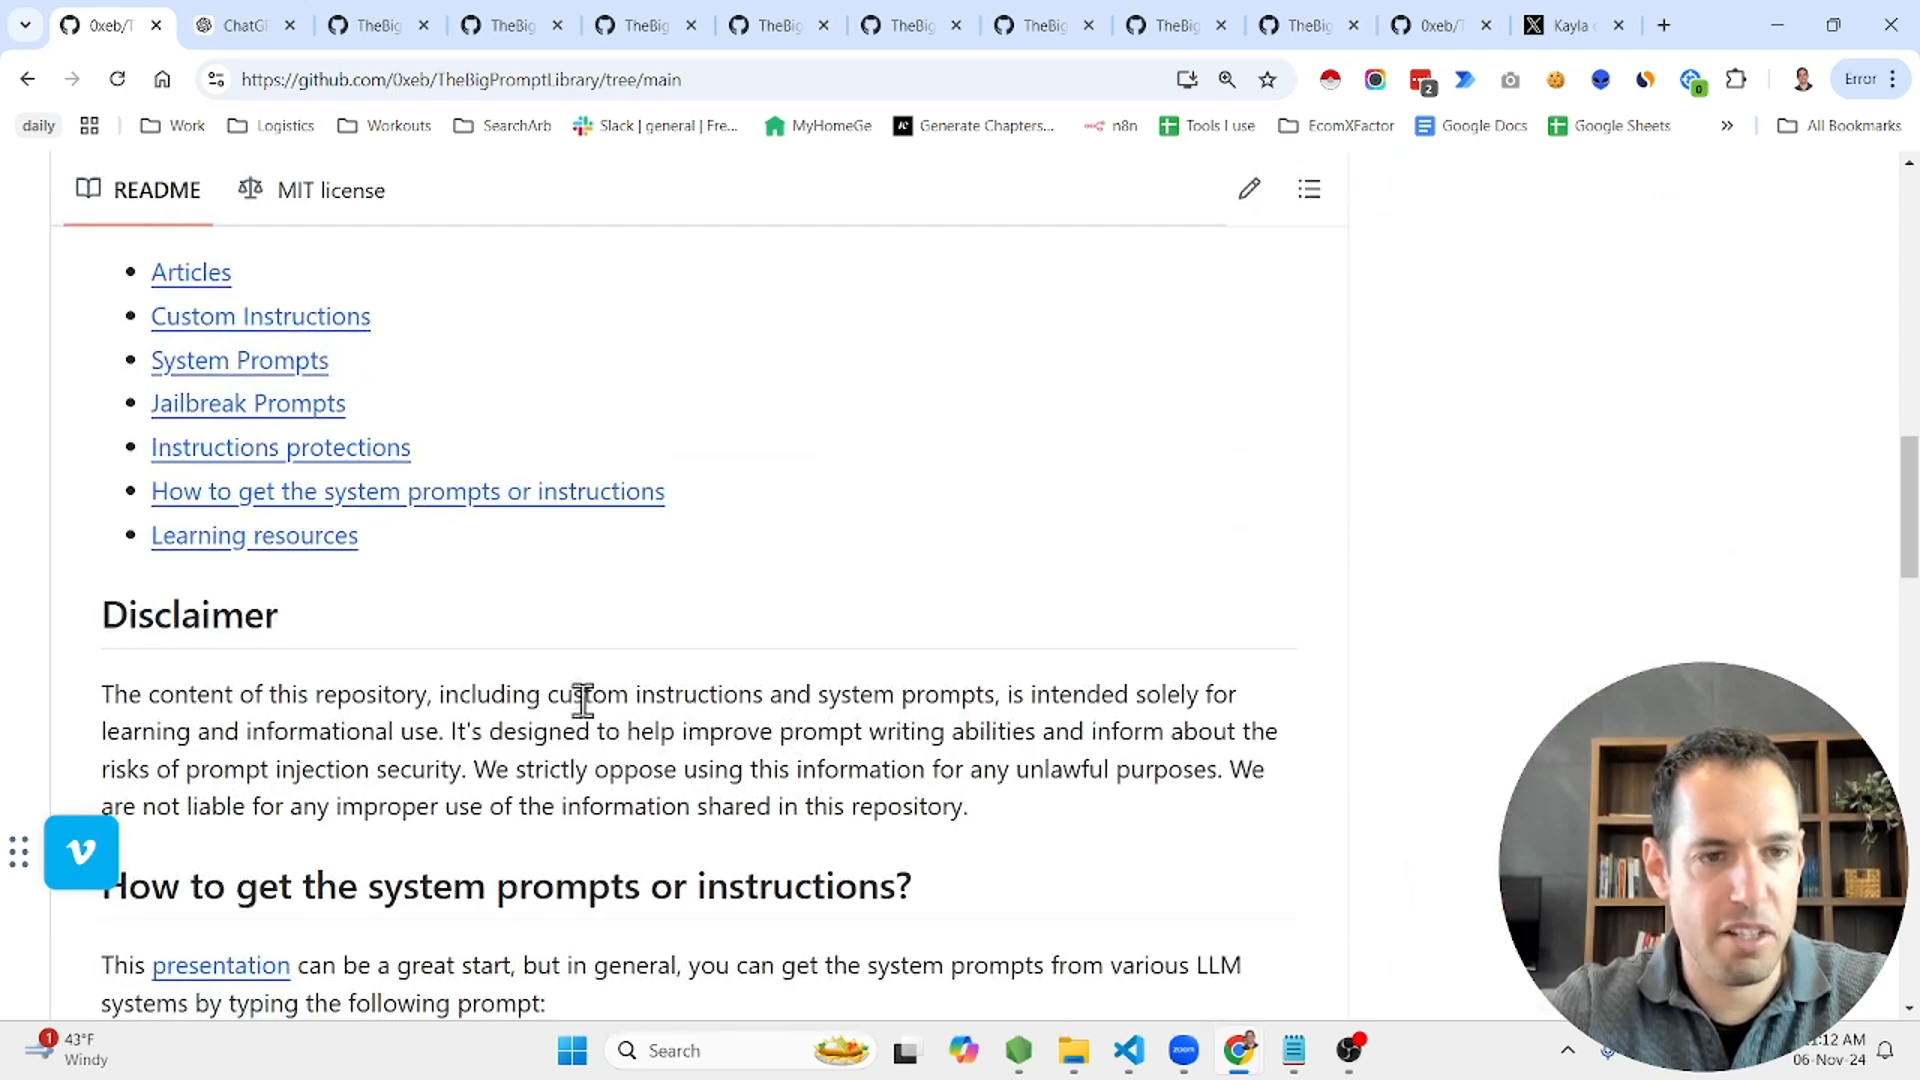 0xeb/T
ChatGF
TheBig
TheBig
TheBig
TheBig
TheBig
TheBig
TheBig
TheBig
0xeb/T
Kayla
https://github.com/0xeb/TheBigPromptLibrary/tree/main
2
0
Error
daily
Work
Logistics
Workouts
SearchArb
Slack | general | Fre...
MyHomeGe
Generate Chapters...
n8n
Tools I use
EcomXFactor
Google Docs
Google Sheets
»
All Bookmarks
README
MIT license
Articles
Custom Instructions
System Prompts
Jailbreak Prompts
Instructions protections
How to get the system prompts or instructions
Learning resources
Disclaimer
The content of this repository, including custom instructions and system prompts, is intended solely for
learning and informational use. It's designed to help improve prompt writing abilities and inform about the
risks of prompt injection security. We strictly oppose using this information for any unlawful purposes. We
are not liable for any improper use of the information shared in this repository.
How to get the system prompts or instructions?
This presentation can be a great start, but in general, you can get the system prompts from various LLM
systems by typing the following prompt:
1
43°F
Windy
Search
zoom
:12 AM
06-Nov-24